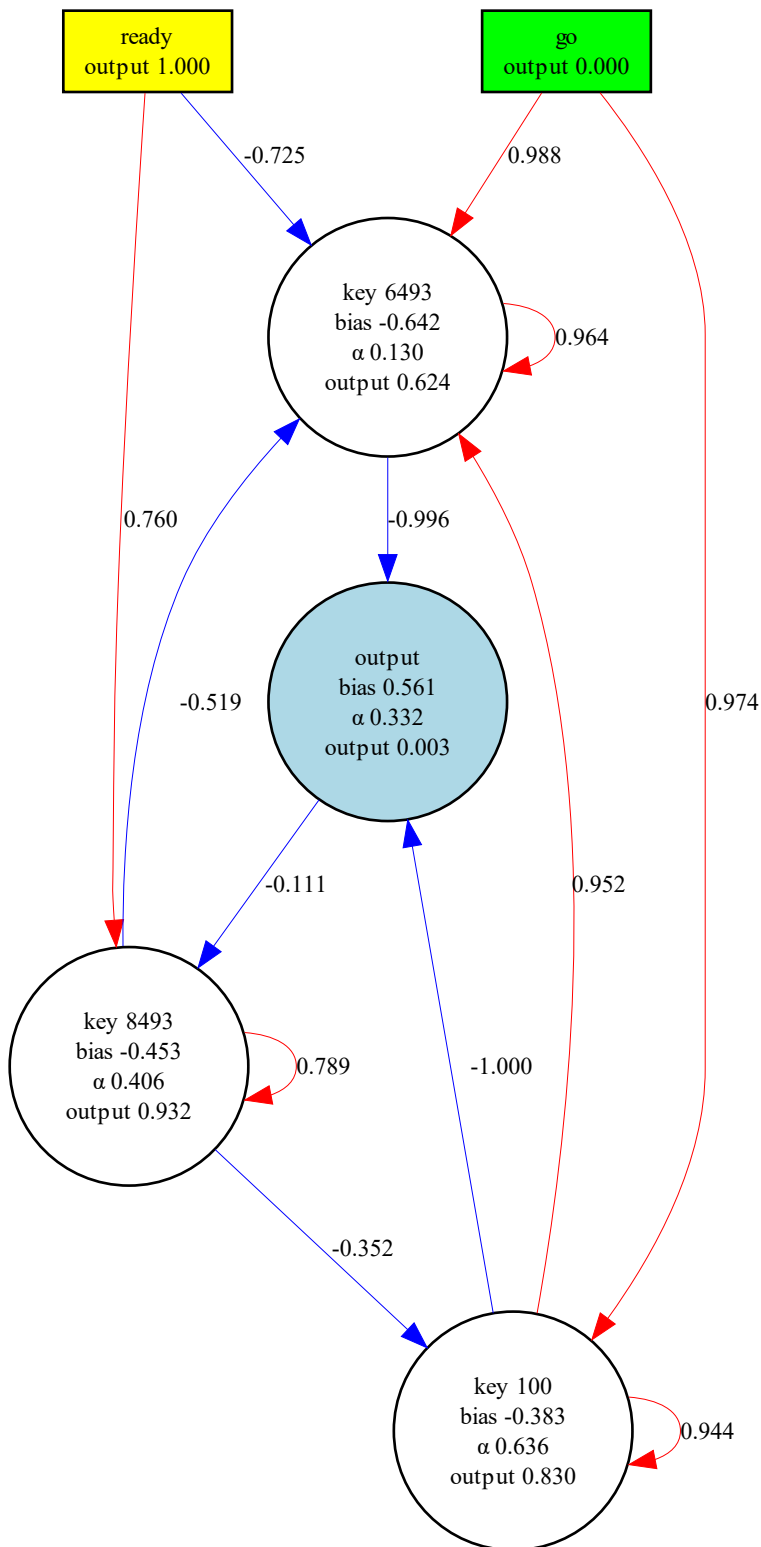 ready
output 1.000
go
output 0.000
-0.725
0.988
key 6493
bias -0.642
α 0.130
output 0.624
0.964
0.760
-0.996
-0.519
output
bias 0.561
α 0.332
output 0.003
0.974
-0.111
0.952
key 8493
bias -0.453
α 0.406
output 0.932
0.789
-1.000
-0.352
key 100
bias -0.383
α 0.636
output 0.830
0.944